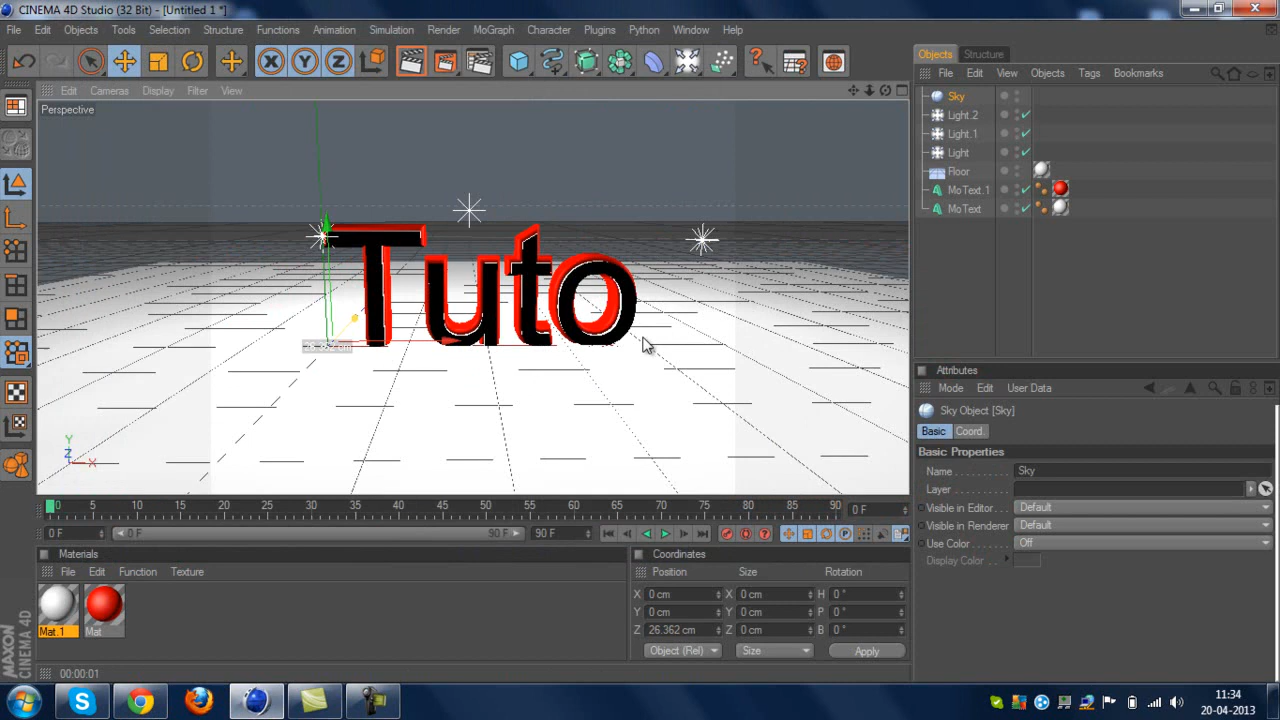 CINEMA 4D Studio (32 Bit) - [Untitled 1 *]
File Edit Objects Tools Selection Structure Functions Animation Simulation Render MoGraph Character Plugins Python Window Help
Objects Structure
File Edit View Objects Tags Bookmarks
Edit Cameras Display Filter View
Perspective
Sky
Light.2
Light.1
Light
Floor
MoText.1
MoText
Tuto
26.362 cm
Y
Z X
Attributes
Mode Edit User Data
Sky Object [Sky]
Basic Coord.
Basic Properties
Name Sky
Layer
Visible in Editor Default
Visible in Renderer Default
Use Color Off
Display Color
0 5 10 15 20 25 30 35 40 45 50 55 60 65 70 75 80 85 90 0 F
0 F 0 F 90 F 90 F
Materials
File Edit Function Texture
Mat.1 Mat
Coordinates
Position Size Rotation
X 0 cm X 0 cm H 0 °
Y 0 cm Y 0 cm P 0 °
Z 26.362 cm Z 0 cm B 0 °
Object (Rel) Size Apply
MAXON
CINEMA 4D
00:00:01
11:34
20-04-2013